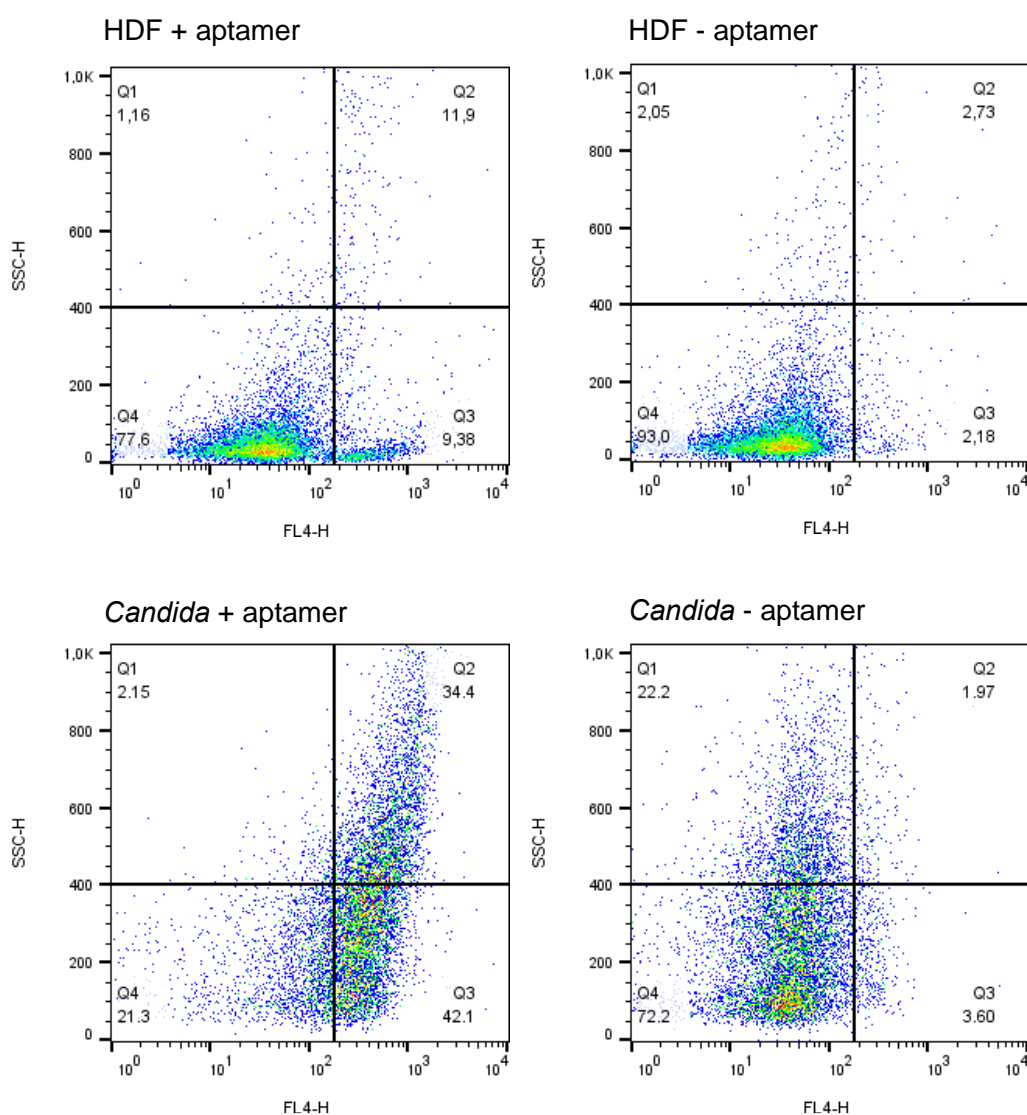 HDF + aptamer
1,0K
800
600
400
200
0
SSC-H
Q1
1,16
Q2
11,9
Q4
77,6
Q3
9,38
10^0
10^1
10^2
10^3
10^4
FL4-H
HDF - aptamer
1,0K
800
600
400
200
0
SSC-H
Q1
2,05
Q2
2,73
Q4
93,0
Q3
2,18
10^0
10^1
10^2
10^3
10^4
FL4-H
Candida + aptamer
1,0K
800
600
400
200
0
SSC-H
Q1
2.15
Q2
34.4
Q4
21.3
Q3
42.1
10^0
10^1
10^2
10^3
10^4
FL4-H
Candida - aptamer
1,0K
800
600
400
200
0
SSC-H
Q1
22.2
Q2
1.97
Q4
72.2
Q3
3.60
10^0
10^1
10^2
10^3
10^4
FL4-H